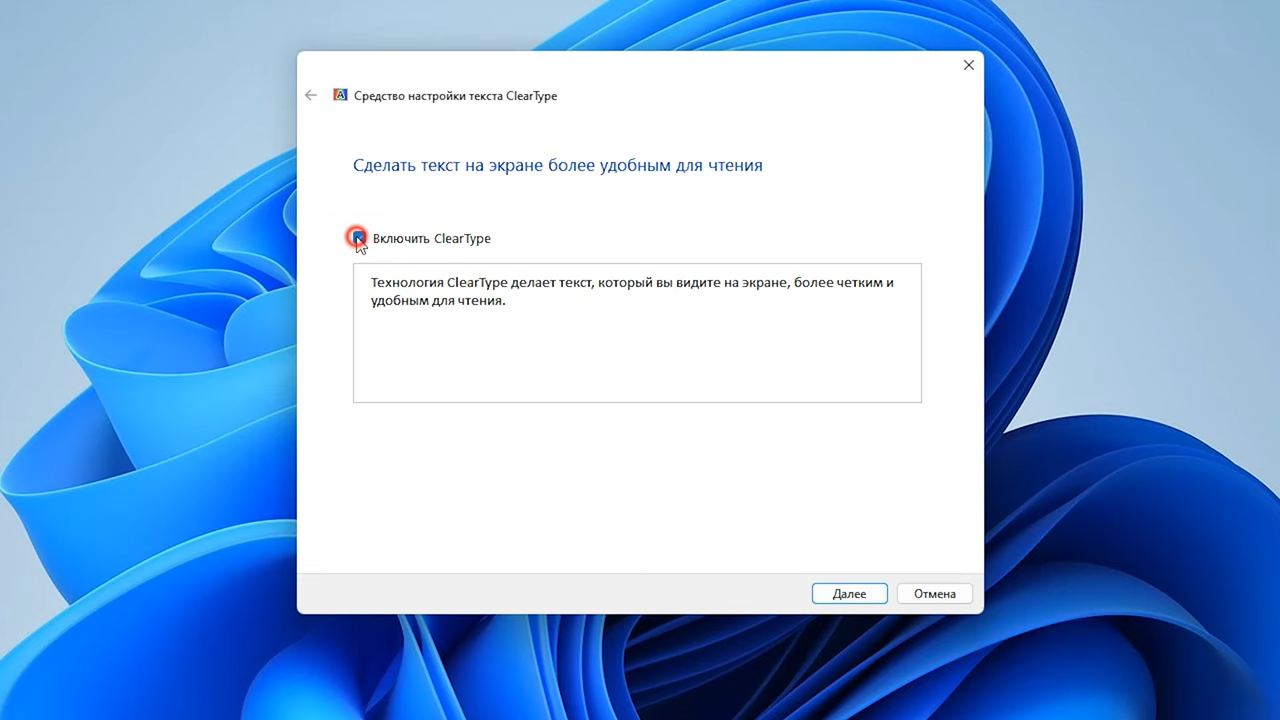 Средство настройки текста ClearType
Сделать текст на экране более удобным для чтения
Включить ClearType
Технология ClearType делает текст, который вы видите на экране, более четким и
удобным для чтения.
Далее
Отмена